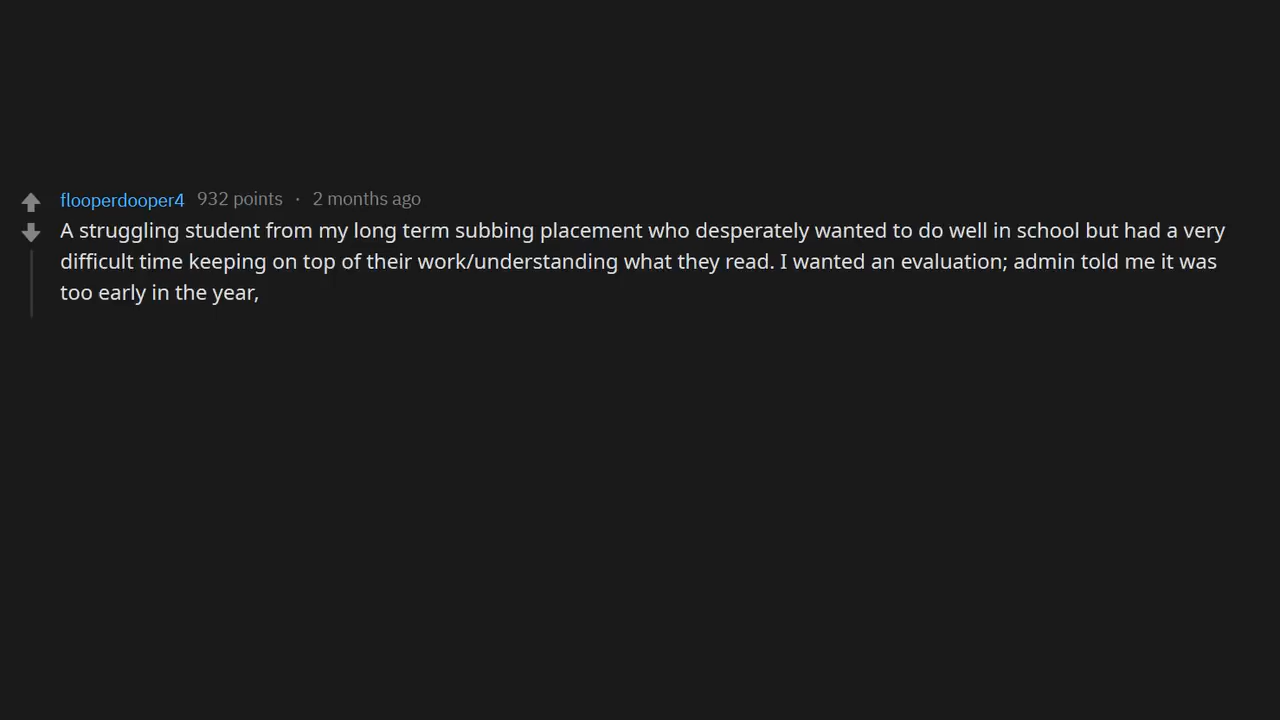 flooperdooper4 932 points · 2 months ago
A struggling student from my long term subbing placement who desperately wanted to do well in school but had a very
difficult time keeping on top of their work/understanding what they read. I wanted an evaluation; admin told me it was
too early in the year,